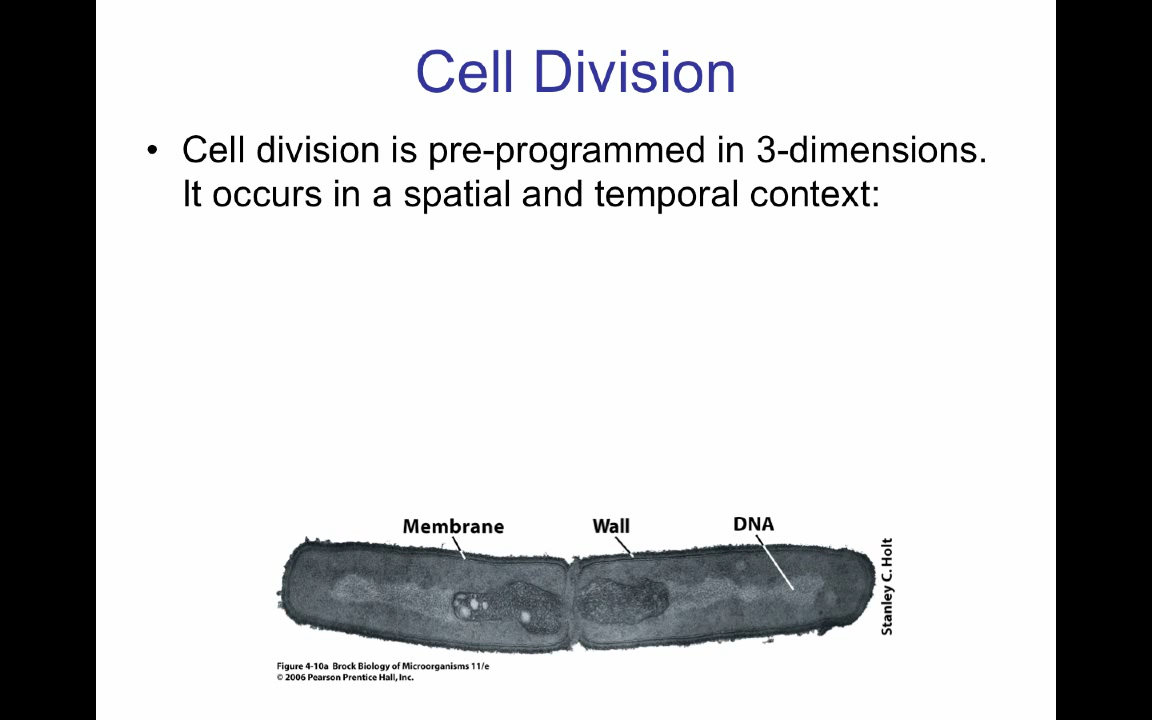 Cell Division
• Cell division is pre-programmed in 3-dimensions.
It occurs in a spatial and temporal context:
Membrane
Wall
DNA
Stanley C. Holt
Figure 4-10a Brock Biology of Microorganisms 11/e
© 2006 Pearson Prentice Hall, Inc.